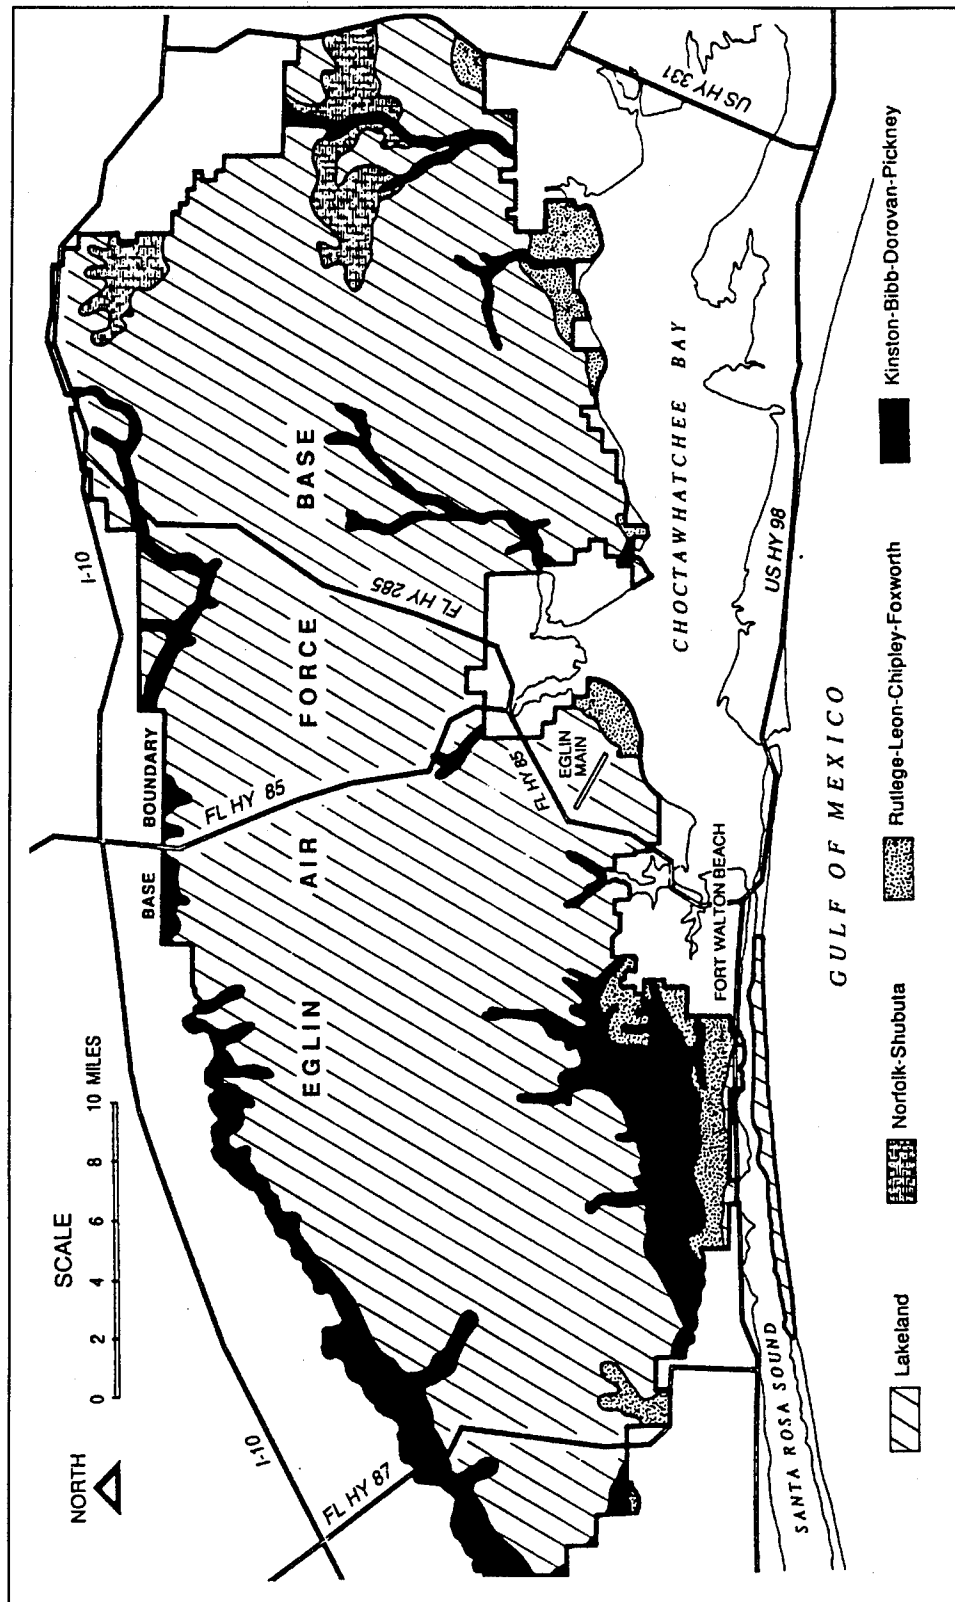 NORTH
SCALE
0 2 4 6 8 10 MILES
I-10
I-10
FL HY 87
BASE BOUNDARY
FL HY 85
FL HY 285
EGLIN AIR FORCE BASE
FL HY 85
EGLIN
MAIN
FORT WALTON BEACH
CHOCTAWHATCHEE BAY
US HY 331
US HY 98
SANTA ROSA SOUND
GULF OF MEXICO
Lakeland
Norfolk-Shubuta
Rutlege-Leon-Chipley-Foxworth
Kinston-Bibb-Dorovan-Pickney